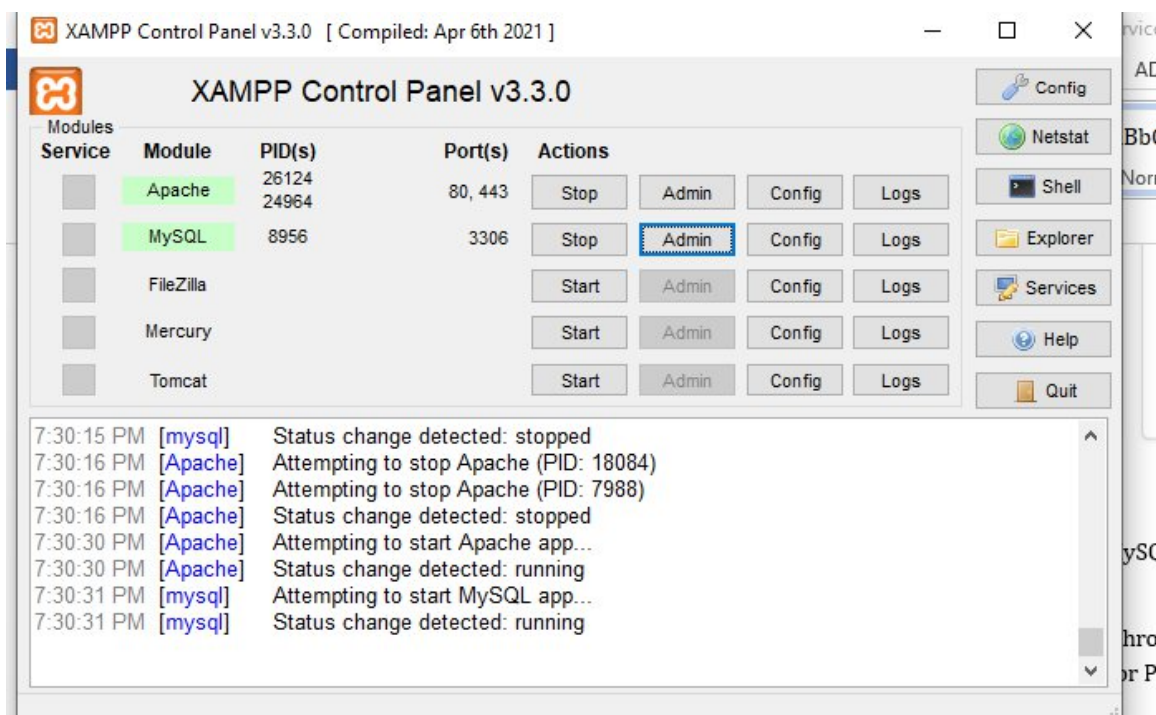 XAMPP Control Panel v3.3.0 [ Compiled: Apr 6th 2021 ]
XAMPP Control Panel v3.3.0
Config
Modules
Service Module PID(s) Port(s) Actions
Netstat
Apache 26124 24964 80, 443 Stop Admin Config Logs
Shell
MySQL 8956 3306 Stop Admin Config Logs
Explorer
FileZilla Start Admin Config Logs
Services
Mercury Start Admin Config Logs
Help
Tomcat Start Admin Config Logs
Quit
7:30:15 PM [mysql] Status change detected: stopped
7:30:16 PM [Apache] Attempting to stop Apache (PID: 18084)
7:30:16 PM [Apache] Attempting to stop Apache (PID: 7988)
7:30:16 PM [Apache] Status change detected: stopped
7:30:30 PM [Apache] Attempting to start Apache app...
7:30:30 PM [Apache] Status change detected: running
7:30:31 PM [mysql] Attempting to start MySQL app...
7:30:31 PM [mysql] Status change detected: running